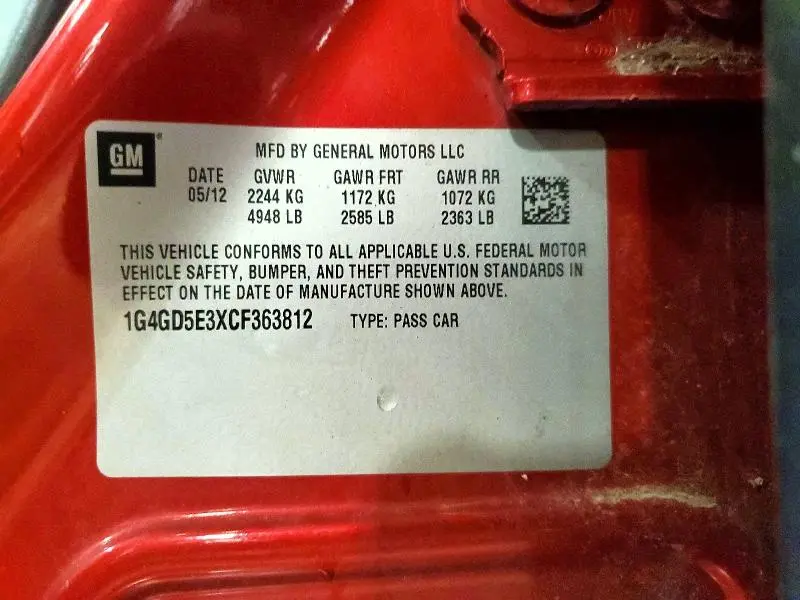 GM
MFD BY GENERAL MOTORS LLC
DATE GVWR GAWR FRT GAWR RR
05/12 2244 KG 1172 KG 1072 KG
4948 LB 2585 LB 2363 LB
THIS VEHICLE CONFORMS TO ALL APPLICABLE U.S. FEDERAL MOTOR
VEHICLE SAFETY, BUMPER, AND THEFT PREVENTION STANDARDS IN
EFFECT ON THE DATE OF MANUFACTURE SHOWN ABOVE.
1G4GD5E3XCF363812 TYPE: PASS CAR